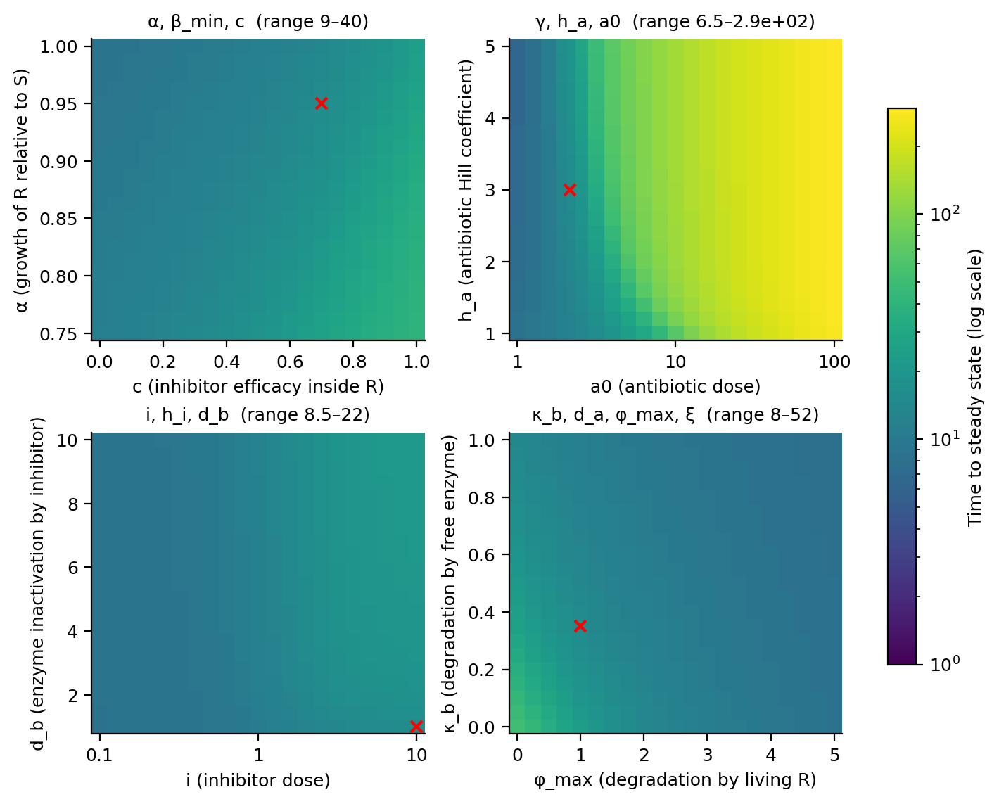 α, β_min, c  (range 9–40)
1.00
0.95
0.90
0.85
0.80
0.75
α (growth of R relative to S)
0.0 0.2 0.4 0.6 0.8 1.0
c (inhibitor efficacy inside R)
γ, h_a, a0  (range 6.5–2.9e+02)
5
4
3
2
1
h_a (antibiotic Hill coefficient)
1 10 100
a0 (antibiotic dose)
i, h_i, d_b  (range 8.5–22)
10
8
6
4
2
d_b (enzyme inactivation by inhibitor)
0.1 1 10
i (inhibitor dose)
κ_b, d_a, φ_max, ξ  (range 8–52)
1.0
0.8
0.6
0.4
0.2
0.0
κ_b (degradation by free enzyme)
0 1 2 3 4 5
φ_max (degradation by living R)
10²
10¹
10⁰
Time to steady state (log scale)